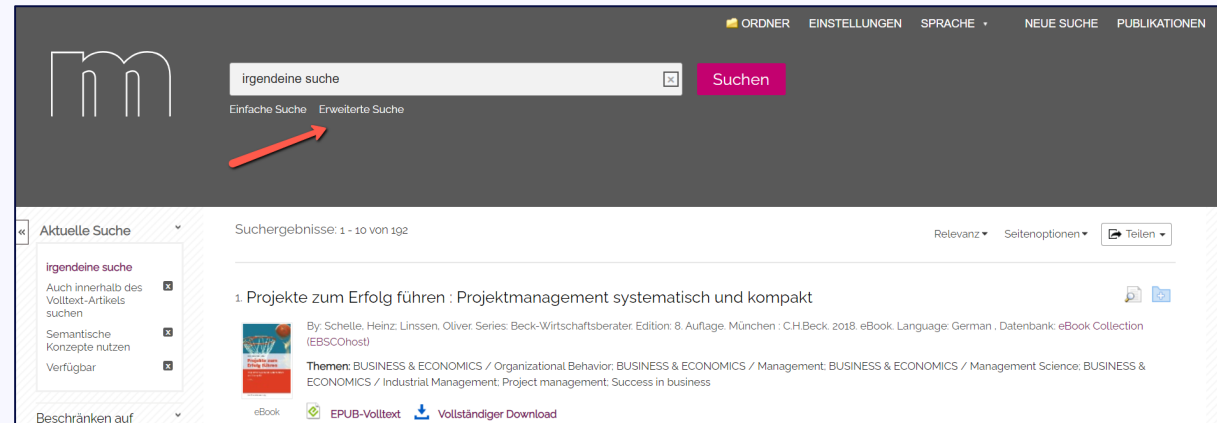 ORDNER EINSTELLUNGEN SPRACHE NEUE SUCHE PUBLIKATIONEN
m
irgendeine suche Suchen
Einfache Suche Erweiterte Suche
Aktuelle Suche
irgendeine suche
Auch innerhalb des
Volltext-Artikels
suchen
Semantische
Konzepte nutzen
Verfügbar
Beschränken auf
Suchergebnisse: 1 - 10 von 192
Relevanz Seitenoptionen Teilen
1. Projekte zum Erfolg führen : Projektmanagement systematisch und kompakt
By: Schelle, Heinz; Linssen, Oliver. Series: Beck-Wirtschaftsberater. Edition: 8. Auflage. München : C.H.Beck. 2018. eBook. Language: German , Datenbank: eBook Collection
(EBSCOhost)
Themen: BUSINESS & ECONOMICS / Organizational Behavior; BUSINESS & ECONOMICS / Management; BUSINESS & ECONOMICS / Management Science; BUSINESS &
ECONOMICS / Industrial Management; Project management; Success in business
Projekte zum
Erfolg führen
eBook
EPUB-Volltext Vollständiger Download